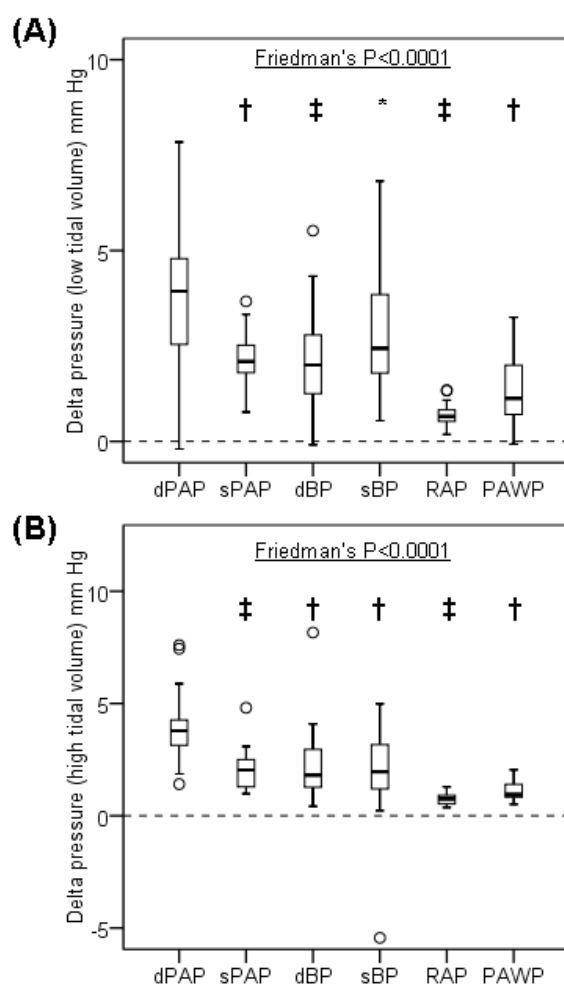 (A)
Friedman's P<0.0001
† ‡ * ‡ †
10
5
0
Delta pressure (low tidal volume) mm Hg
dPAP sPAP dBP sBP RAP PAWP
(B)
Friedman's P<0.0001
‡ † † ‡ †
10
5
0
-5
Delta pressure (high tidal volume) mm Hg
dPAP sPAP dBP sBP RAP PAWP